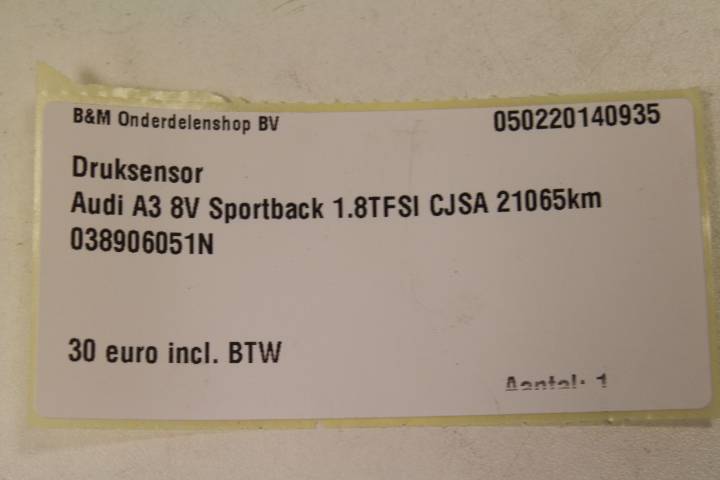 B&M Onderdelenshop BV
050220140935
Druksensor
Audi A3 8V Sportback 1.8TFSI CJSA 21065km
038906051N
30 euro incl. BTW
Aantal: 1